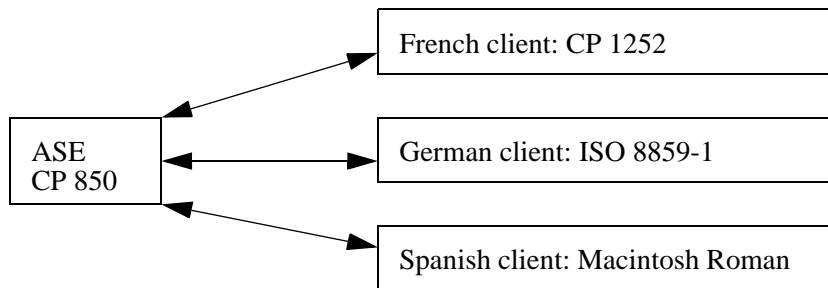 French client: CP 1252
ASE
CP 850
German client: ISO 8859-1
Spanish client: Macintosh Roman